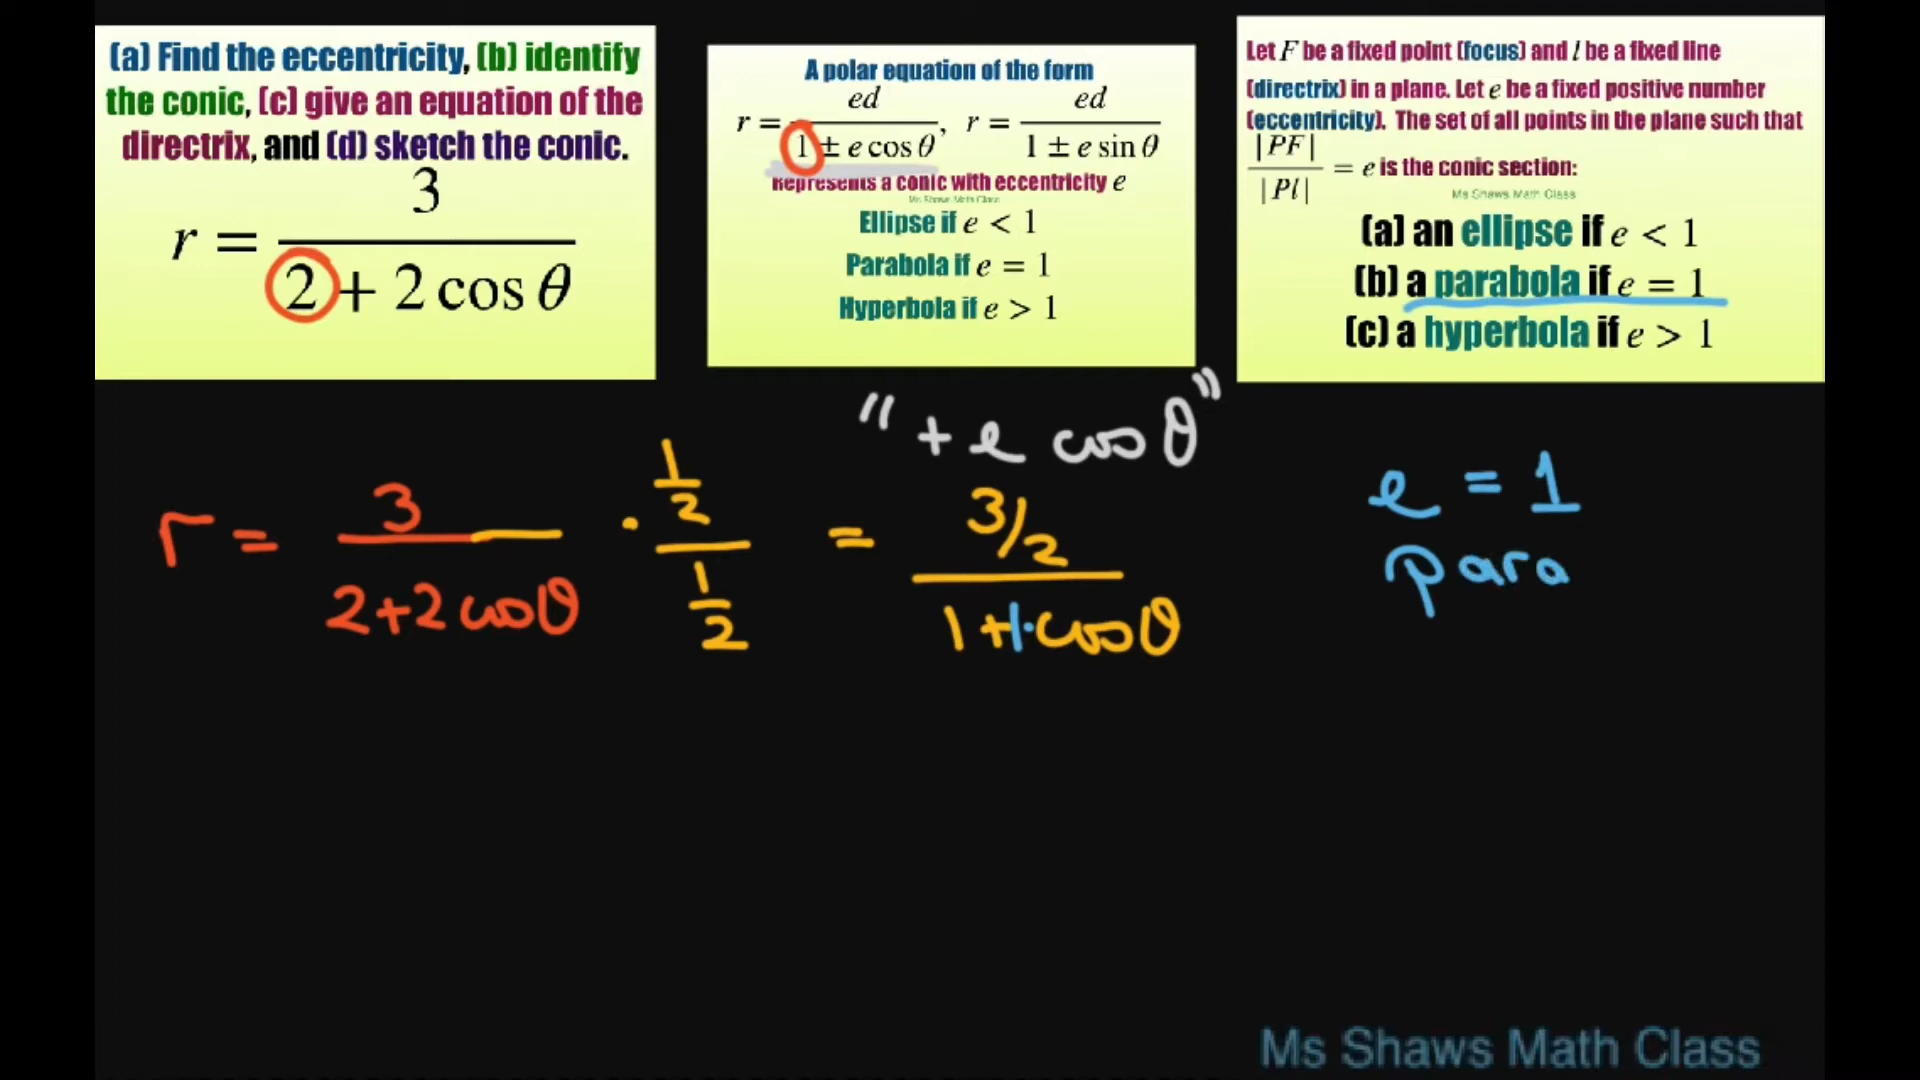 (a) Find the eccentricity, (b) identify
the conic, (c) give an equation of the
directrix, and (d) sketch the conic.
r = 3 / (2 + 2 cos θ)
A polar equation of the form
r = ed / (1 ± e cos θ), r = ed / (1 ± e sin θ)
Represents a conic with eccentricity e
Ms Shaws Math Class
Ellipse if e < 1
Parabola if e = 1
Hyperbola if e > 1
Let F be a fixed point (focus) and l be a fixed line
(directrix) in a plane. Let e be a fixed positive number
(eccentricity). The set of all points in the plane such that
|PF| / |Pl| = e is the conic section:
Ms Shaws Math Class
(a) an ellipse if e < 1
(b) a parabola if e = 1
(c) a hyperbola if e > 1
"+ e cos θ"
r = 3 / (2+2 cos θ) · (1/2) / (1/2) = (3/2) / (1+1·cos θ)
e = 1
para
Ms Shaws Math Class